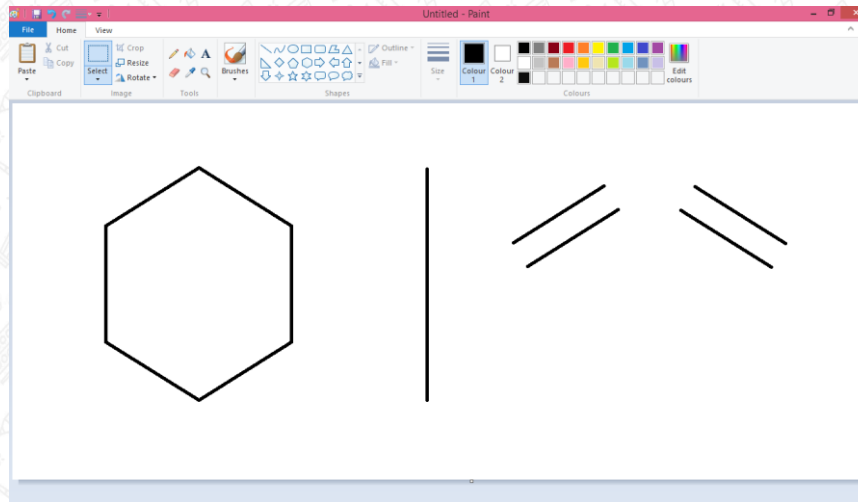 Untitled - Paint
File Home View
Cut
Copy
Paste
Clipboard
Select
Crop
Resize
Rotate
Image
Tools
Brushes
Shapes
Outline
Fill
Size
Colour 1
Colour 2
Edit colours
Colours